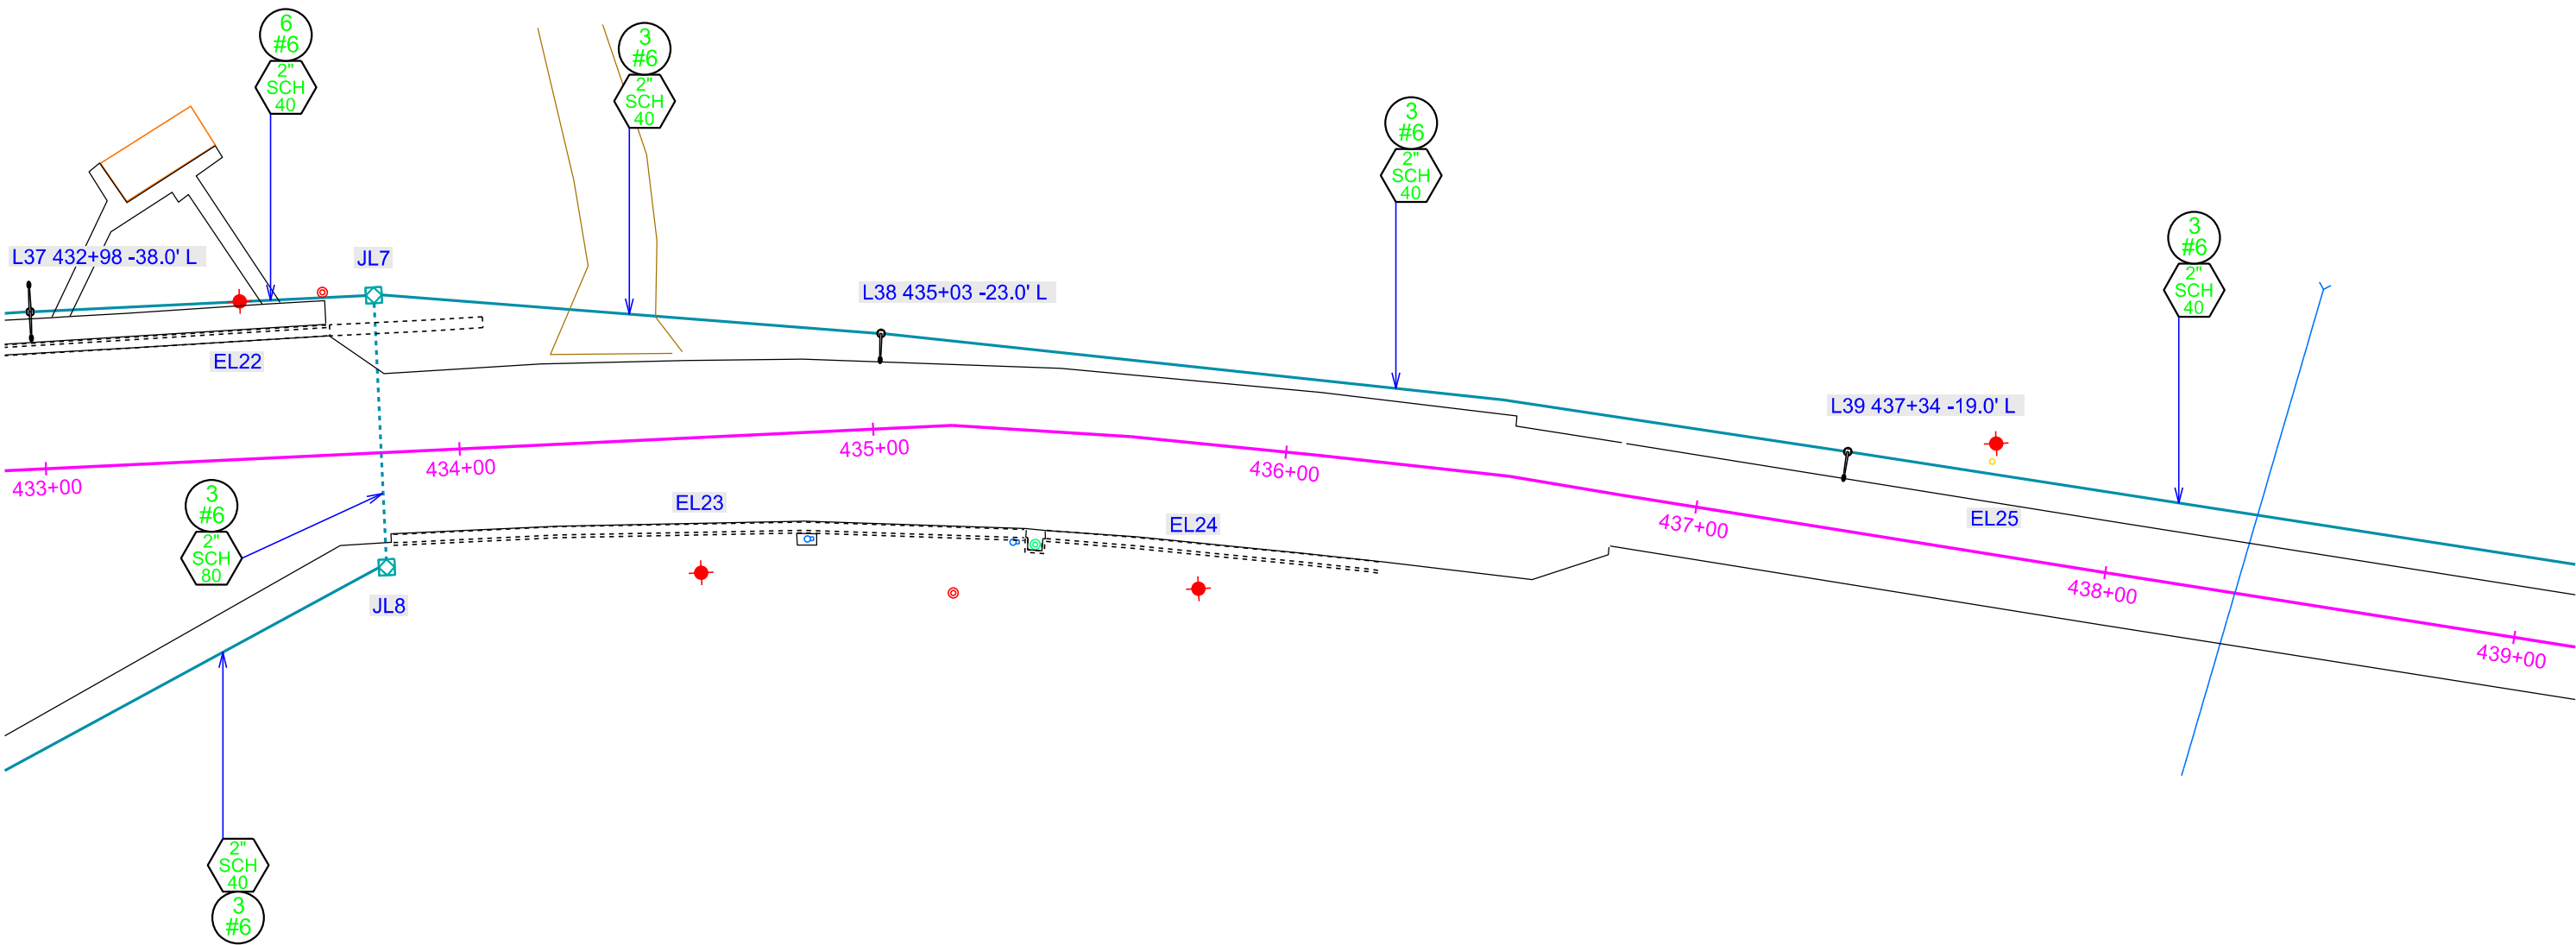 6
#6
2"
SCH
40
3
#6
2"
SCH
40
3
#6
2"
SCH
40
3
#6
2"
SCH
40
L37 432+98 -38.0' L
JL7
L38 435+03 -23.0' L
EL22
L39 437+34 -19.0' L
433+00
434+00
435+00
436+00
437+00
438+00
439+00
EL23
EL24
EL25
3
#6
2"
SCH
80
JL8
2"
SCH
40
3
#6